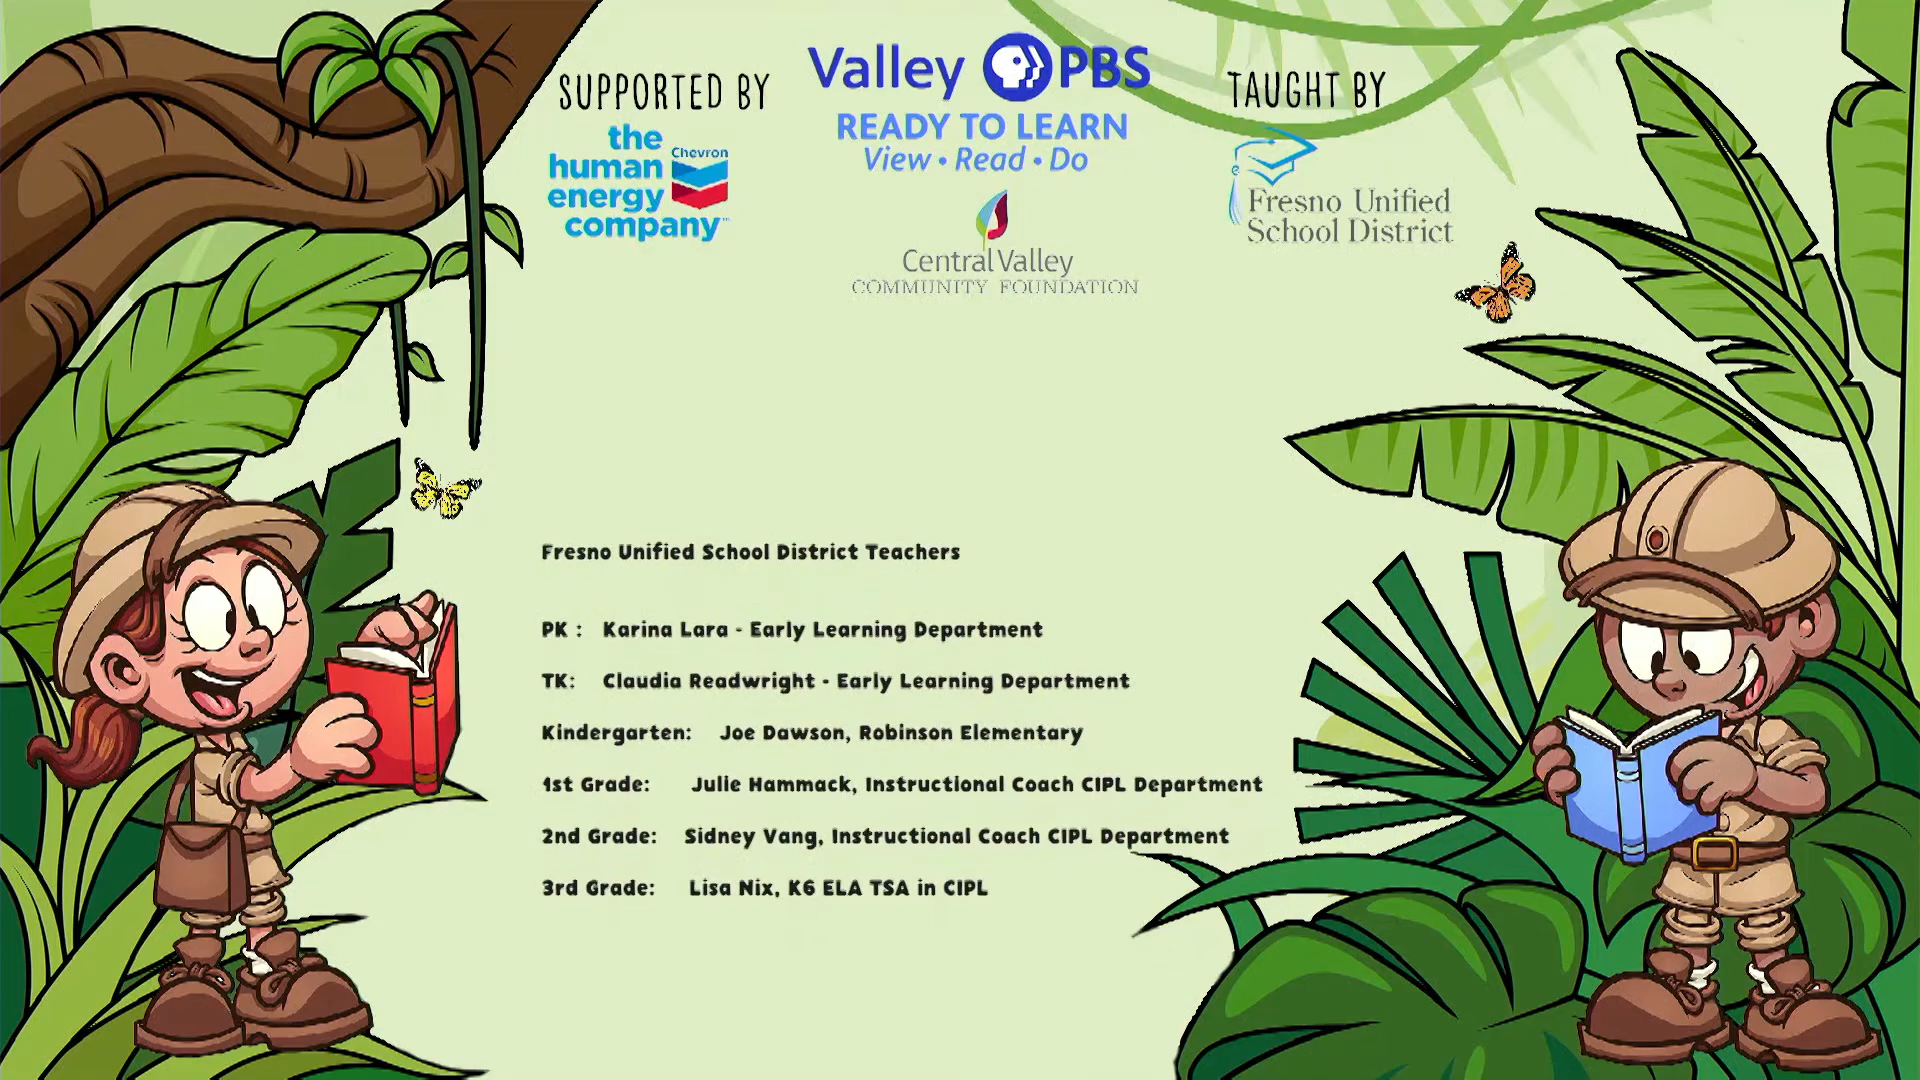 SUPPORTED BY
the
human
energy
company™
Chevron
Valley PBS
READY TO LEARN
View • Read • Do
Central Valley
COMMUNITY FOUNDATION
TAUGHT BY
Fresno Unified
School District
Fresno Unified School District Teachers
PK : Karina Lara - Early Learning Department
TK: Claudia Readwright - Early Learning Department
Kindergarten: Joe Dawson, Robinson Elementary
1st Grade: Julie Hammack, Instructional Coach CIPL Department
2nd Grade: Sidney Vang, Instructional Coach CIPL Department
3rd Grade: Lisa Nix, K6 ELA TSA in CIPL